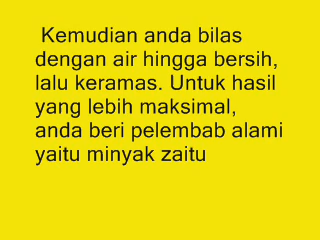 Kemudian anda bilas
dengan air hingga bersih,
lalu keramas. Untuk hasil
yang lebih maksimal,
anda beri pelembab alami
yaitu minyak zaitu